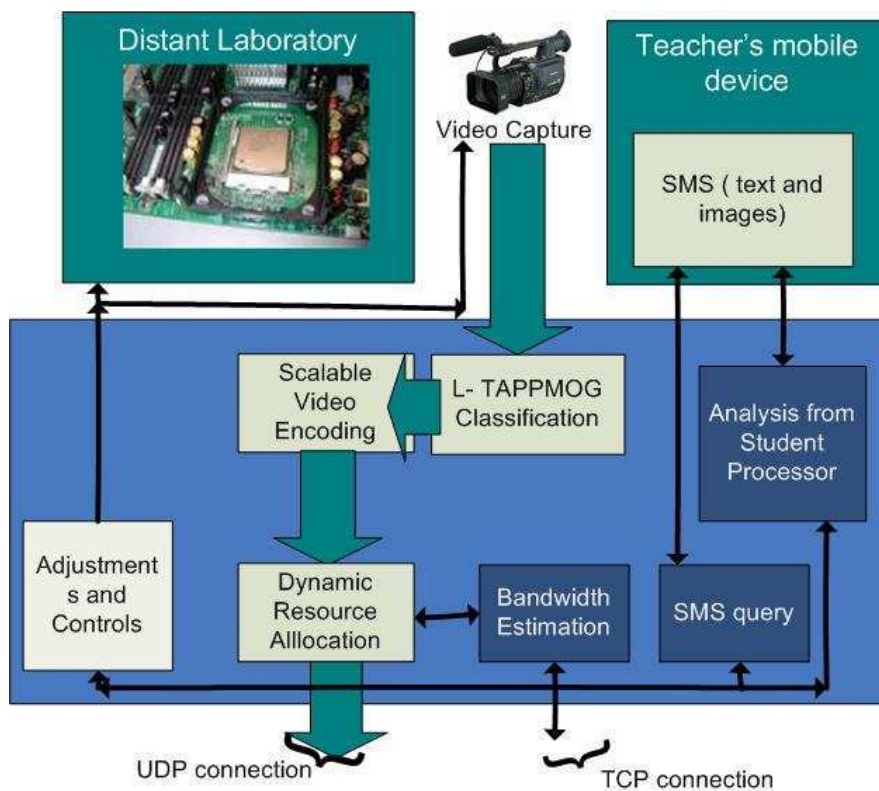 Distant Laboratory
Video Capture
Teacher's mobile
device
SMS ( text and
images)
Scalable
Video
Encoding
L- TAPPMOG
Classification
Analysis from
Student
Processor
Adjustment
s and
Controls
Dynamic
Resource
Alllocation
Bandwidth
Estimation
SMS query
UDP connection
TCP connection